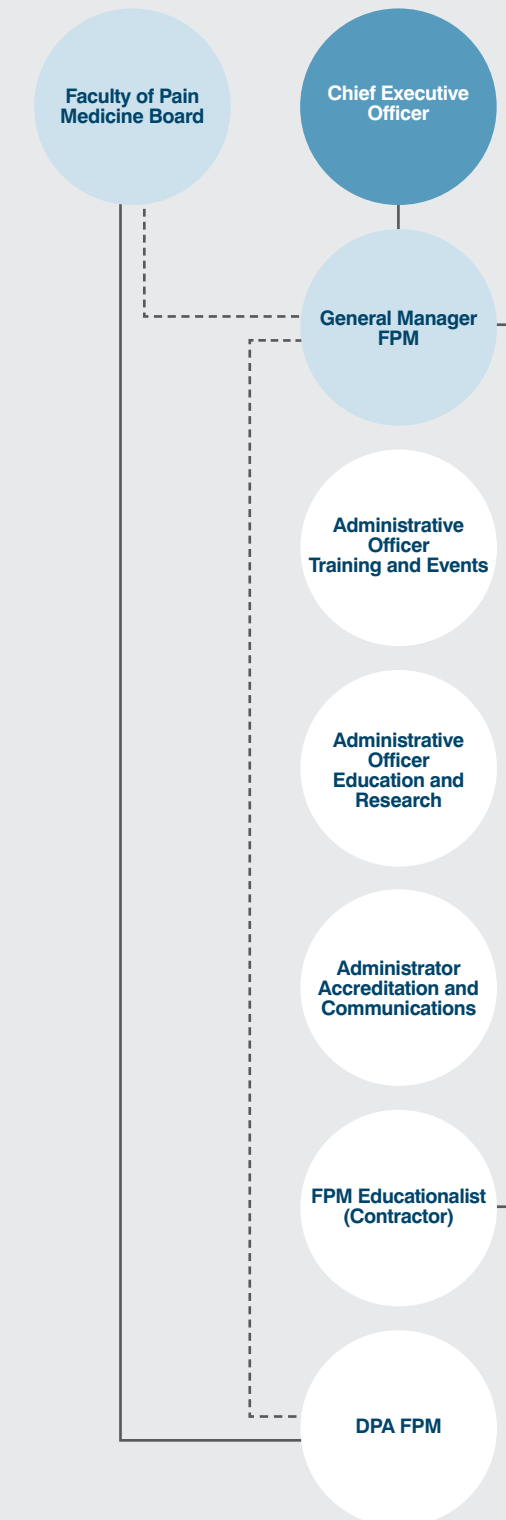 Faculty of Pain
Medicine Board
Chief Executive
Officer
General Manager
FPM
Administrative
Officer
Training and Events
Administrative
Officer
Education and
Research
Administrator
Accreditation and
Communications
FPM Educationalist
(Contractor)
DPA FPM